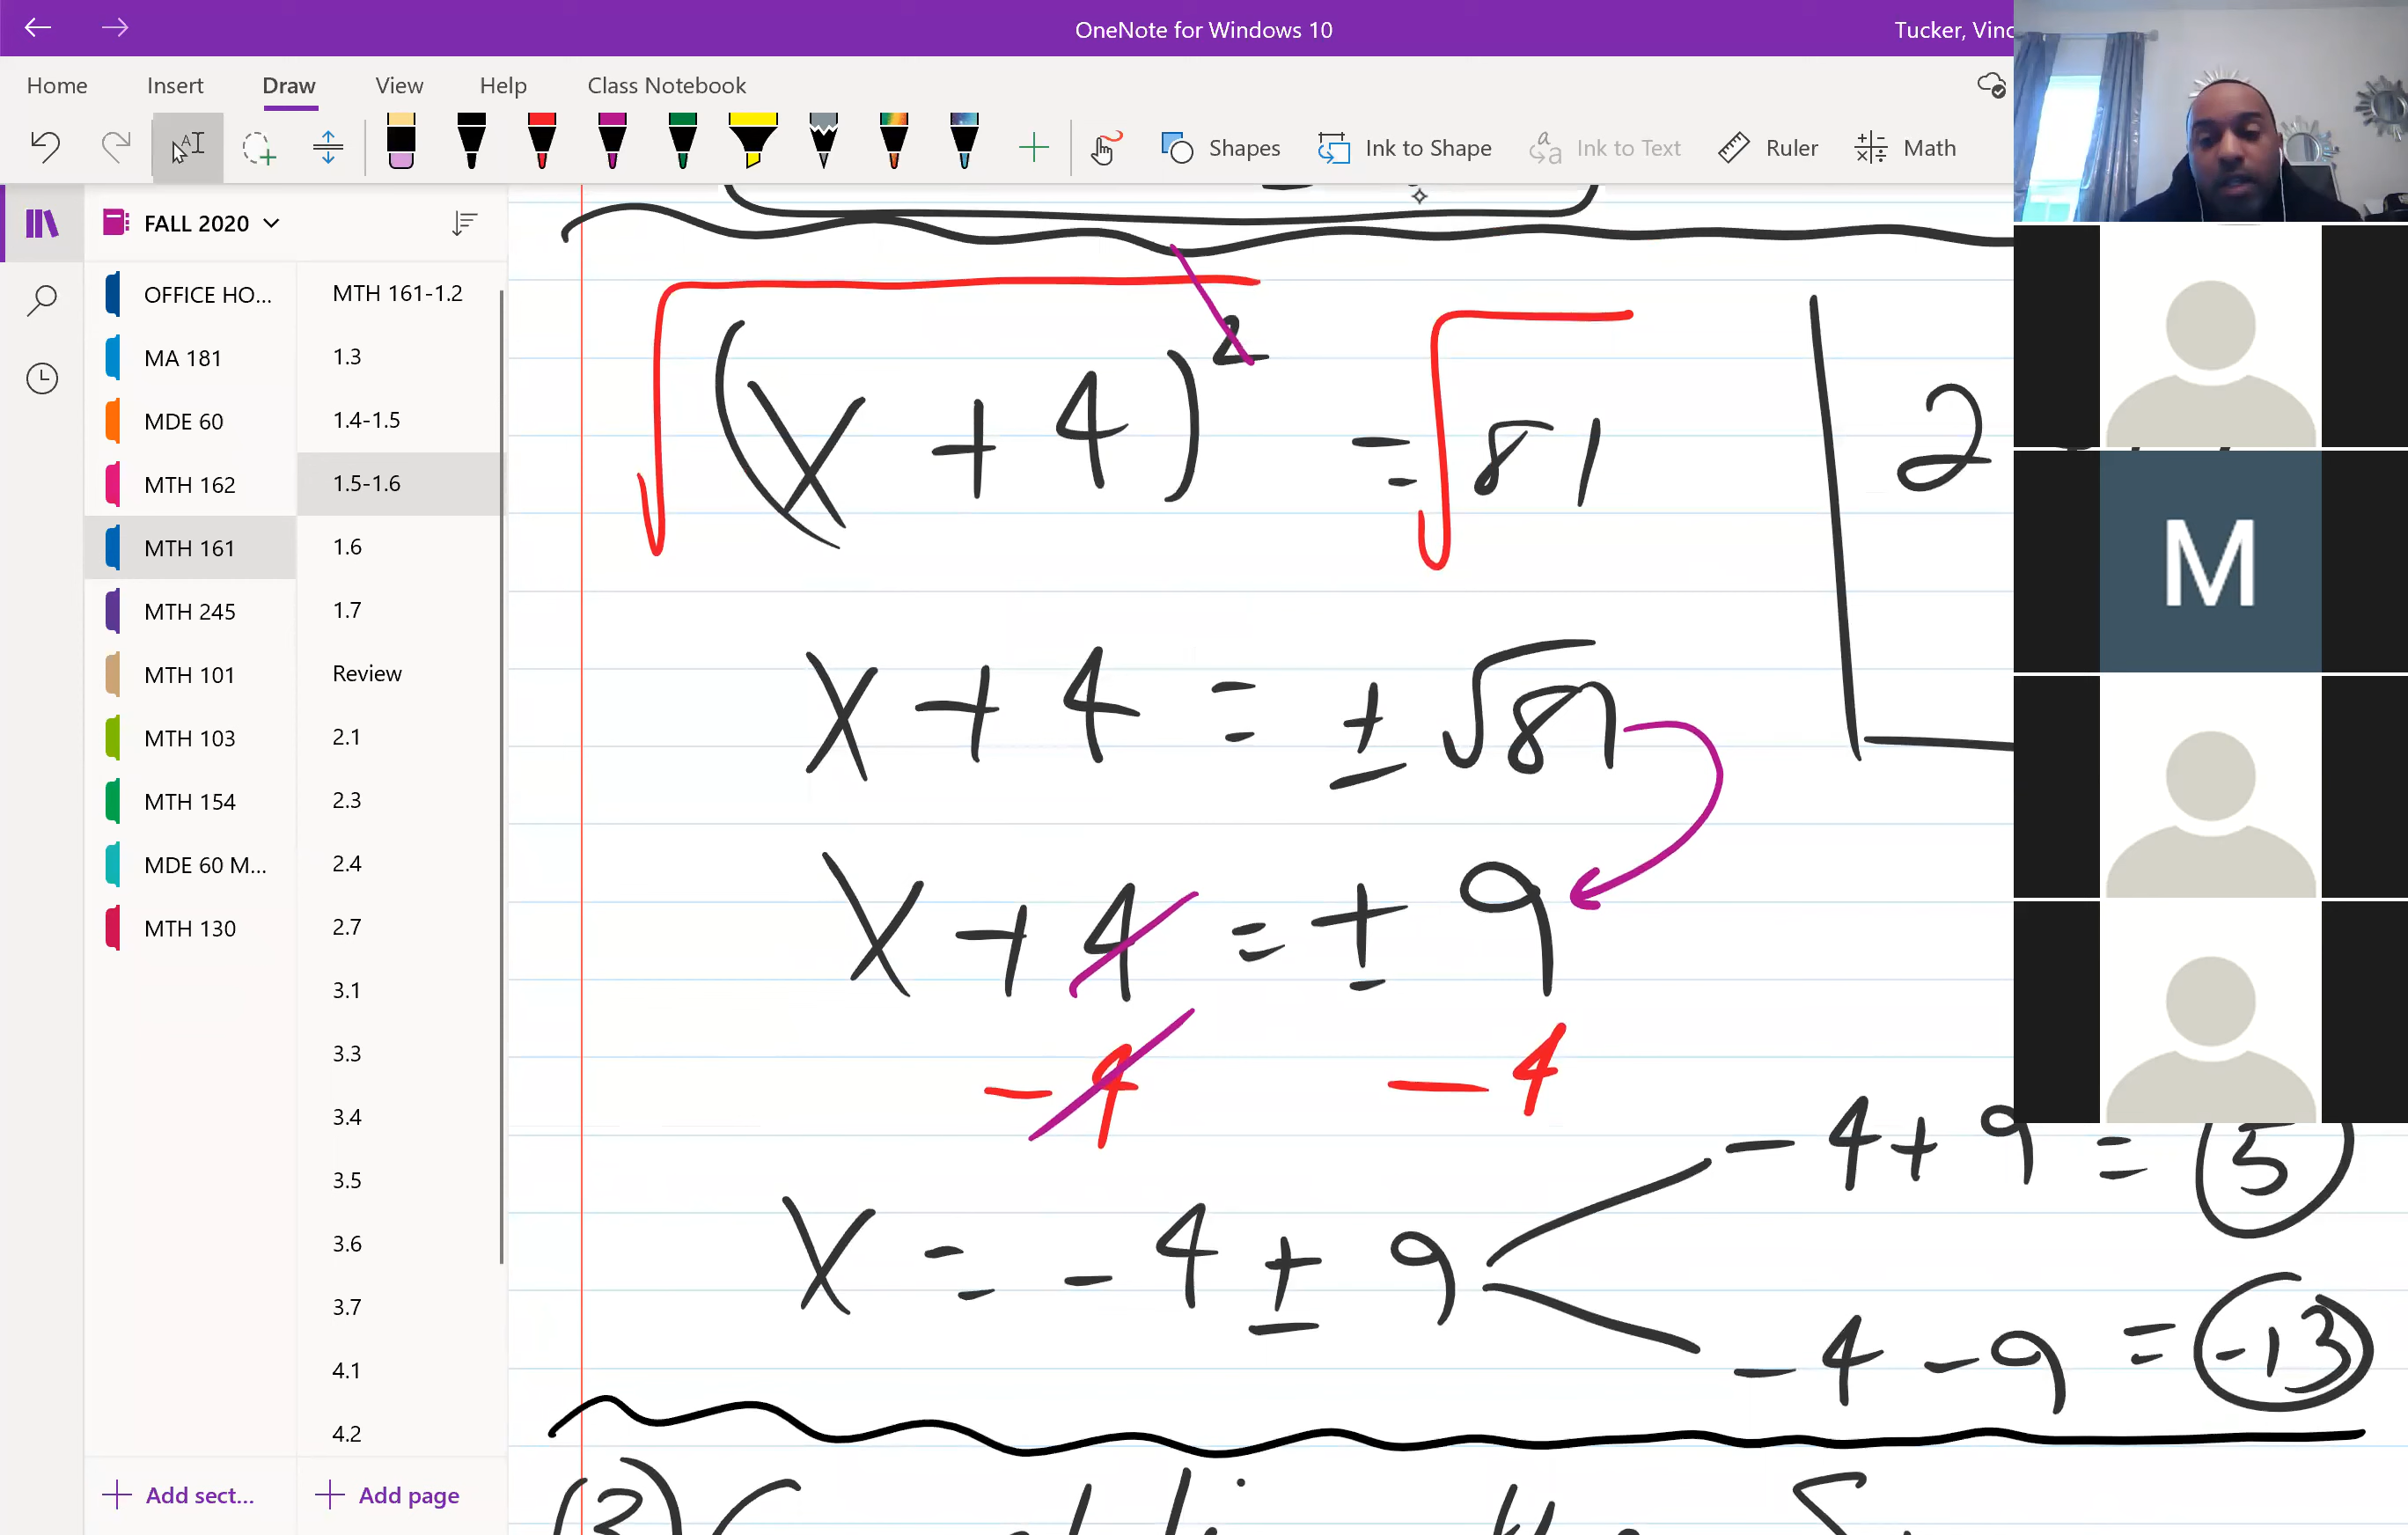 OneNote for Windows 10
Tucker, Vinc
Home Insert Draw View Help Class Notebook
Shapes Ink to Shape Ink to Text Ruler Math
FALL 2020
OFFICE HO...
MA 181
MDE 60
MTH 162
MTH 161
MTH 245
MTH 101
MTH 103
MTH 154
MDE 60 M...
MTH 130
Add sect...
MTH 161-1.2
1.3
1.4-1.5
1.5-1.6
1.6
1.7
Review
2.1
2.3
2.4
2.7
3.1
3.3
3.4
3.5
3.6
3.7
4.1
4.2
Add page
√(x + 4)² = √81
2
x + 4 = ± √81
x + 4 = ± 9
- 4 - 4
x = - 4 ± 9
- 4 + 9 = 5
- 4 - 9 = -13
(3)
M